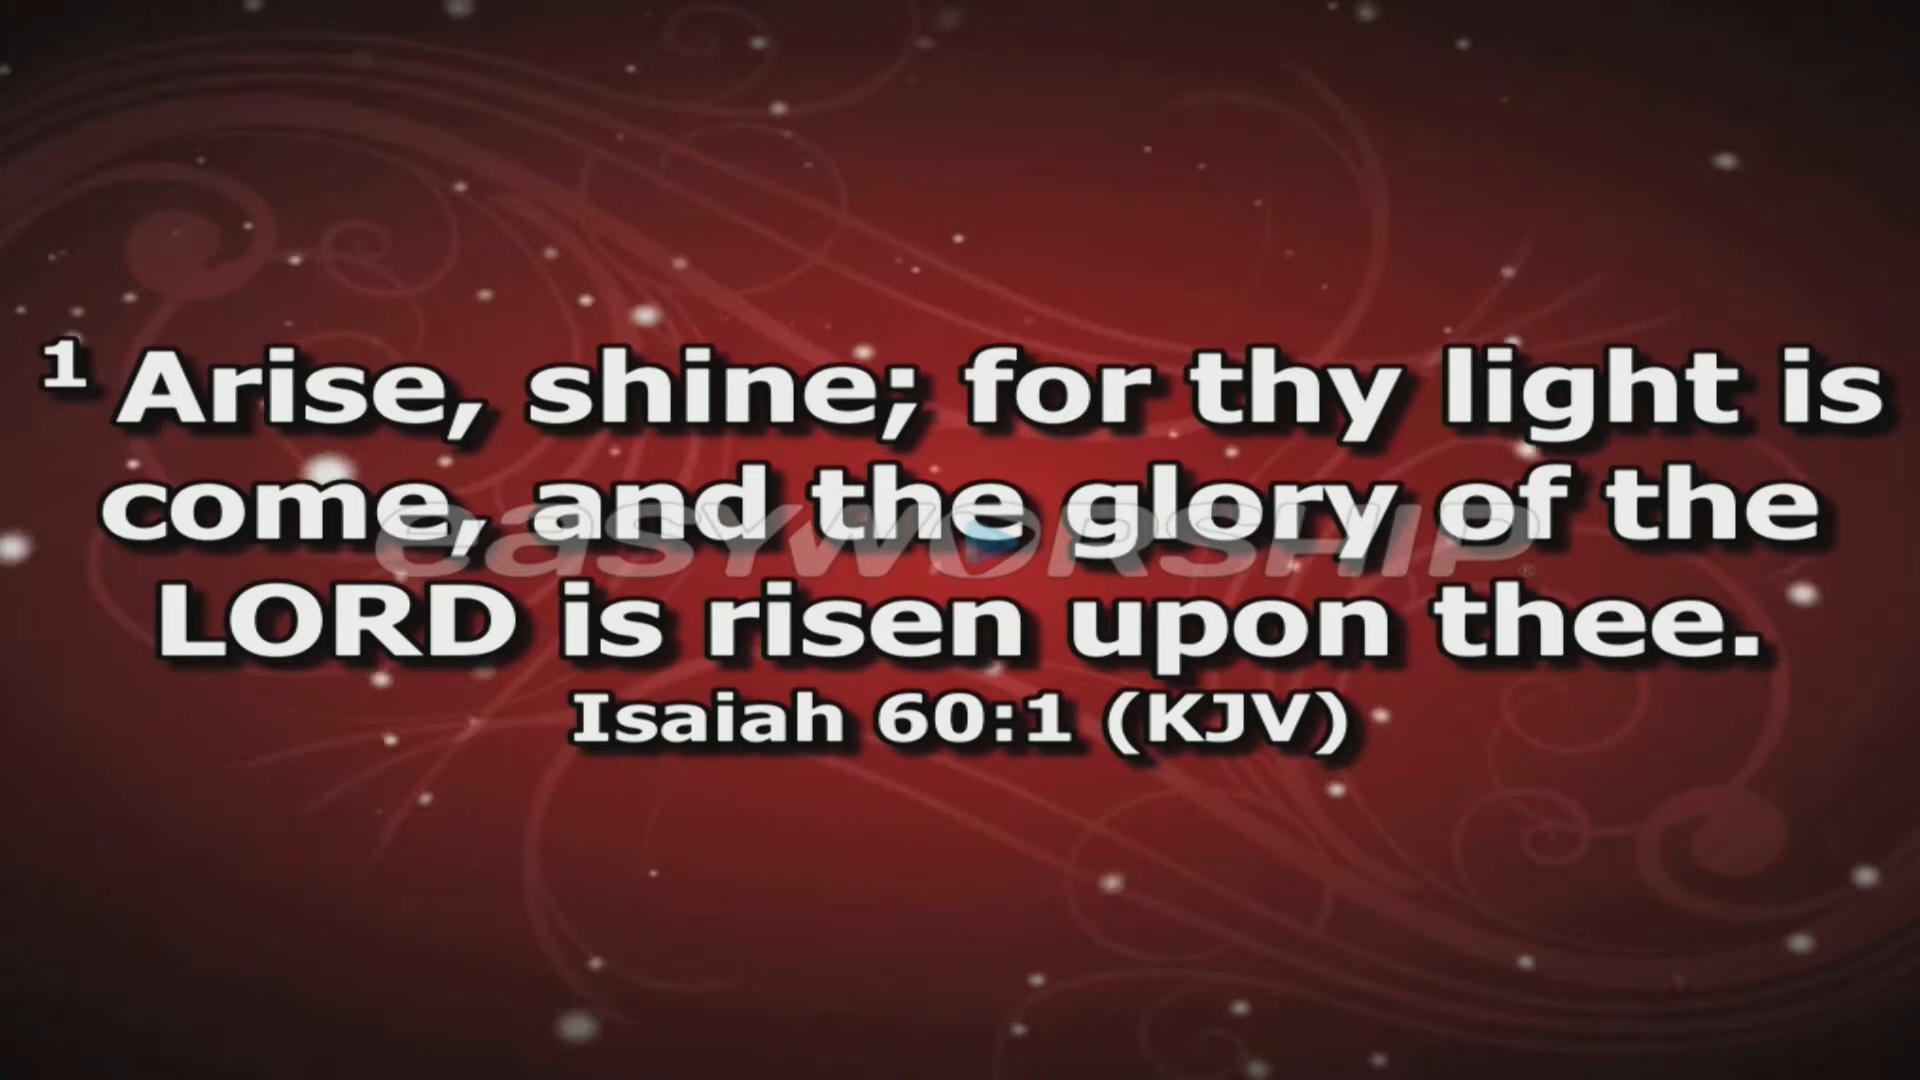 1 Arise, shine; for thy light is
come, and the glory of the
easyworship®
LORD is risen upon thee.
Isaiah 60:1 (KJV)